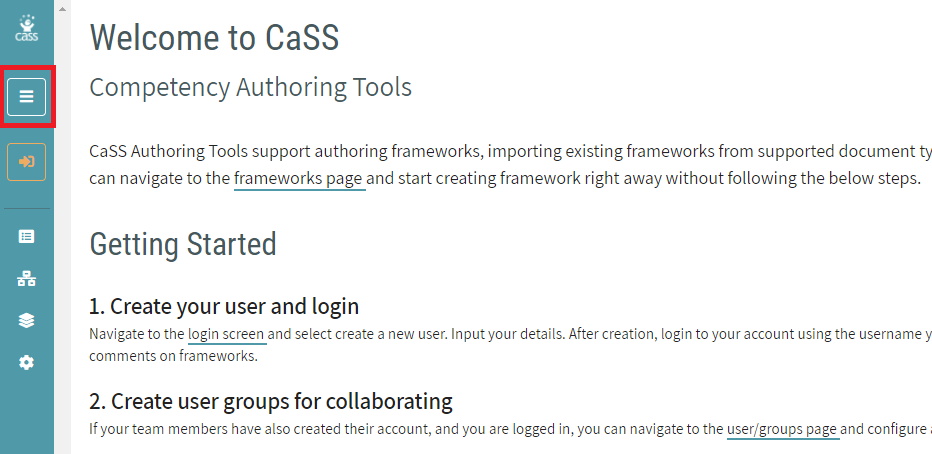 cass
Welcome to CaSS
Competency Authoring Tools
CaSS Authoring Tools support authoring frameworks, importing existing frameworks from supported document ty
can navigate to the frameworks page and start creating framework right away without following the below steps.
Getting Started
1. Create your user and login
Navigate to the login screen and select create a new user. Input your details. After creation, login to your account using the username y
comments on frameworks.
2. Create user groups for collaborating
If your team members have also created their account, and you are logged in, you can navigate to the user/groups page and configure a